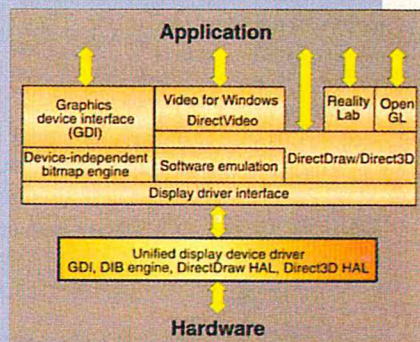 Application
Graphics
device interface
(GDI)
Video for Windows
DirectVideo
Reality
Lab
Open
GL
Device-independent
bitmap engine
Software emulation
DirectDraw/Direct3D
Display driver interface
Unified display device driver
GDI, DIB engine, DirectDraw HAL, Direct3D HAL
Hardware